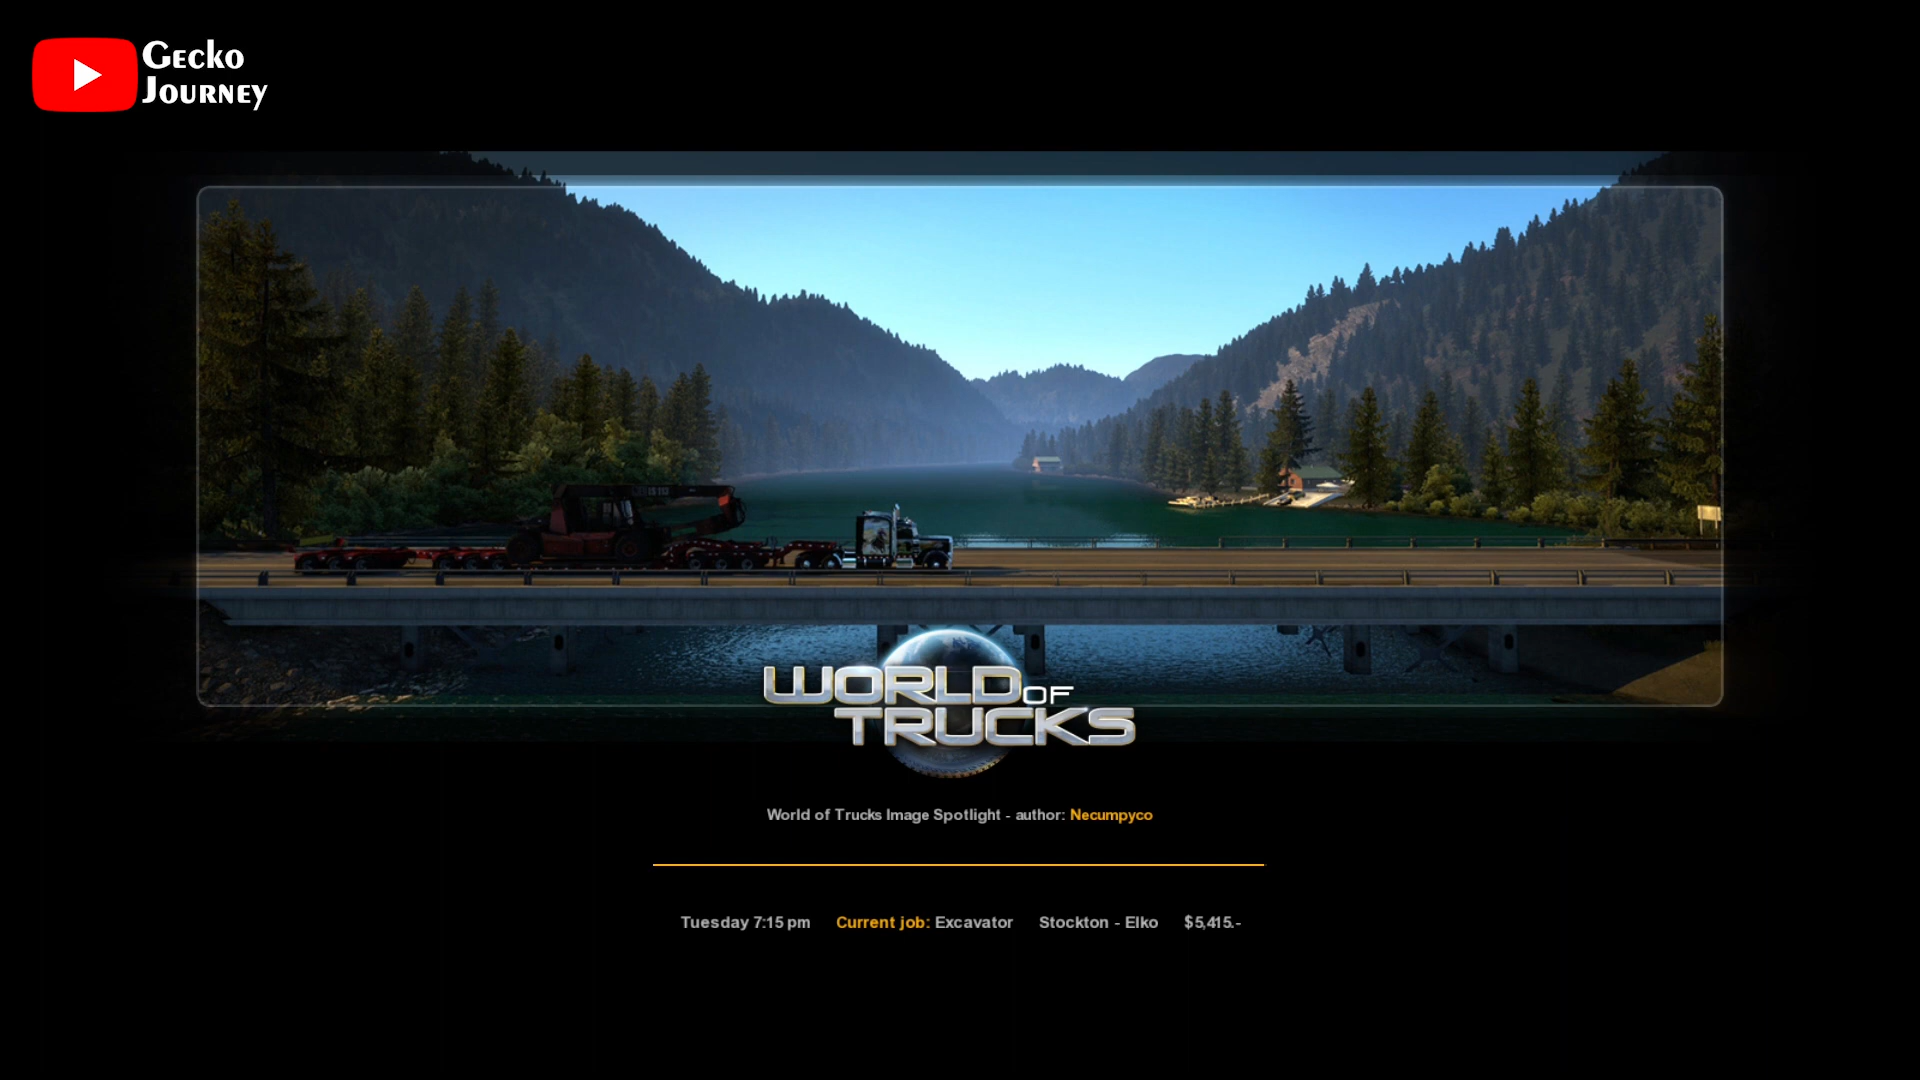 Gecko
Journey
WORLD OF
TRUCKS
World of Trucks Image Spotlight - author: Necumpyco
Tuesday 7:15 pm Current job: Excavator Stockton - Elko $5,415.-